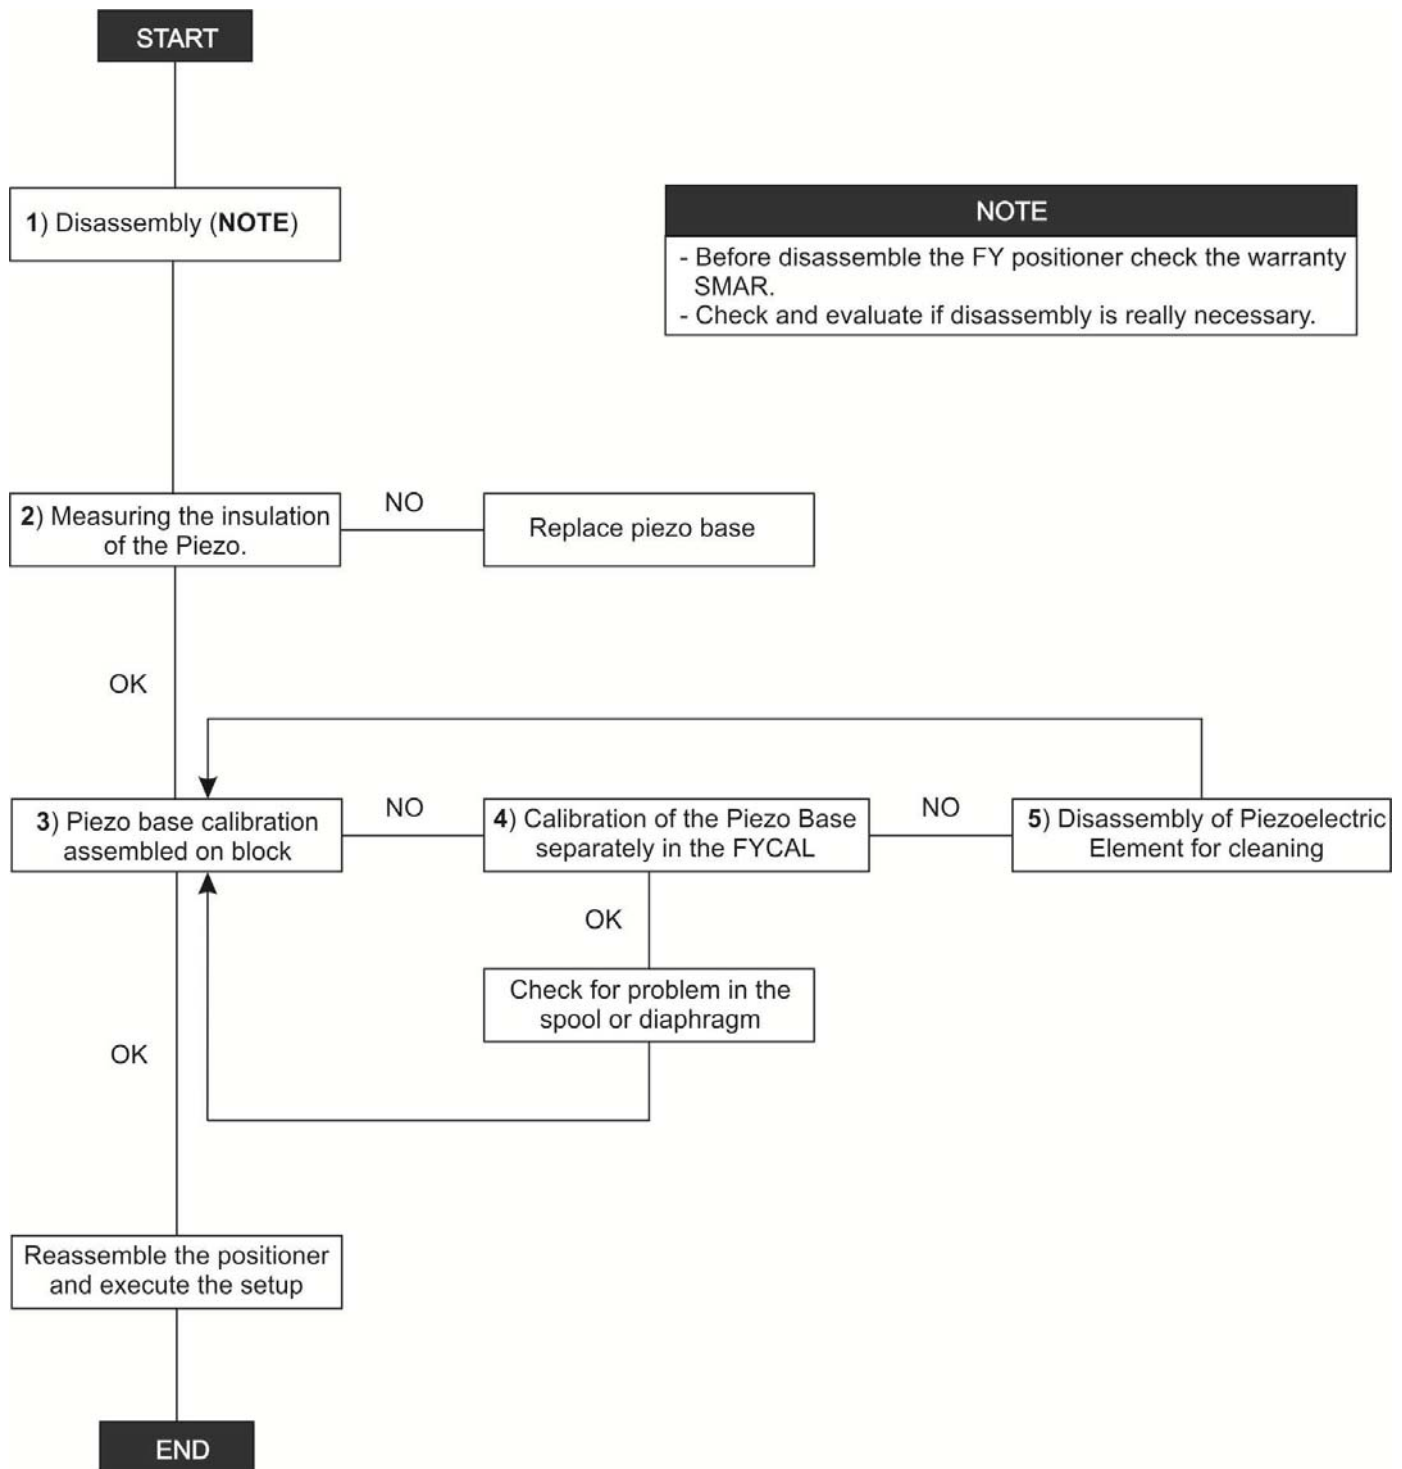 START
1) Disassembly (NOTE)
NOTE
- Before disassemble the FY positioner check the warranty
SMAR.
- Check and evaluate if disassembly is really necessary.
2) Measuring the insulation
of the Piezo.
NO
Replace piezo base
OK
3) Piezo base calibration
assembled on block
NO
4) Calibration of the Piezo Base
separately in the FYCAL
NO
5) Disassembly of Piezoelectric
Element for cleaning
OK
Check for problem in the
spool or diaphragm
OK
Reassemble the positioner
and execute the setup
END